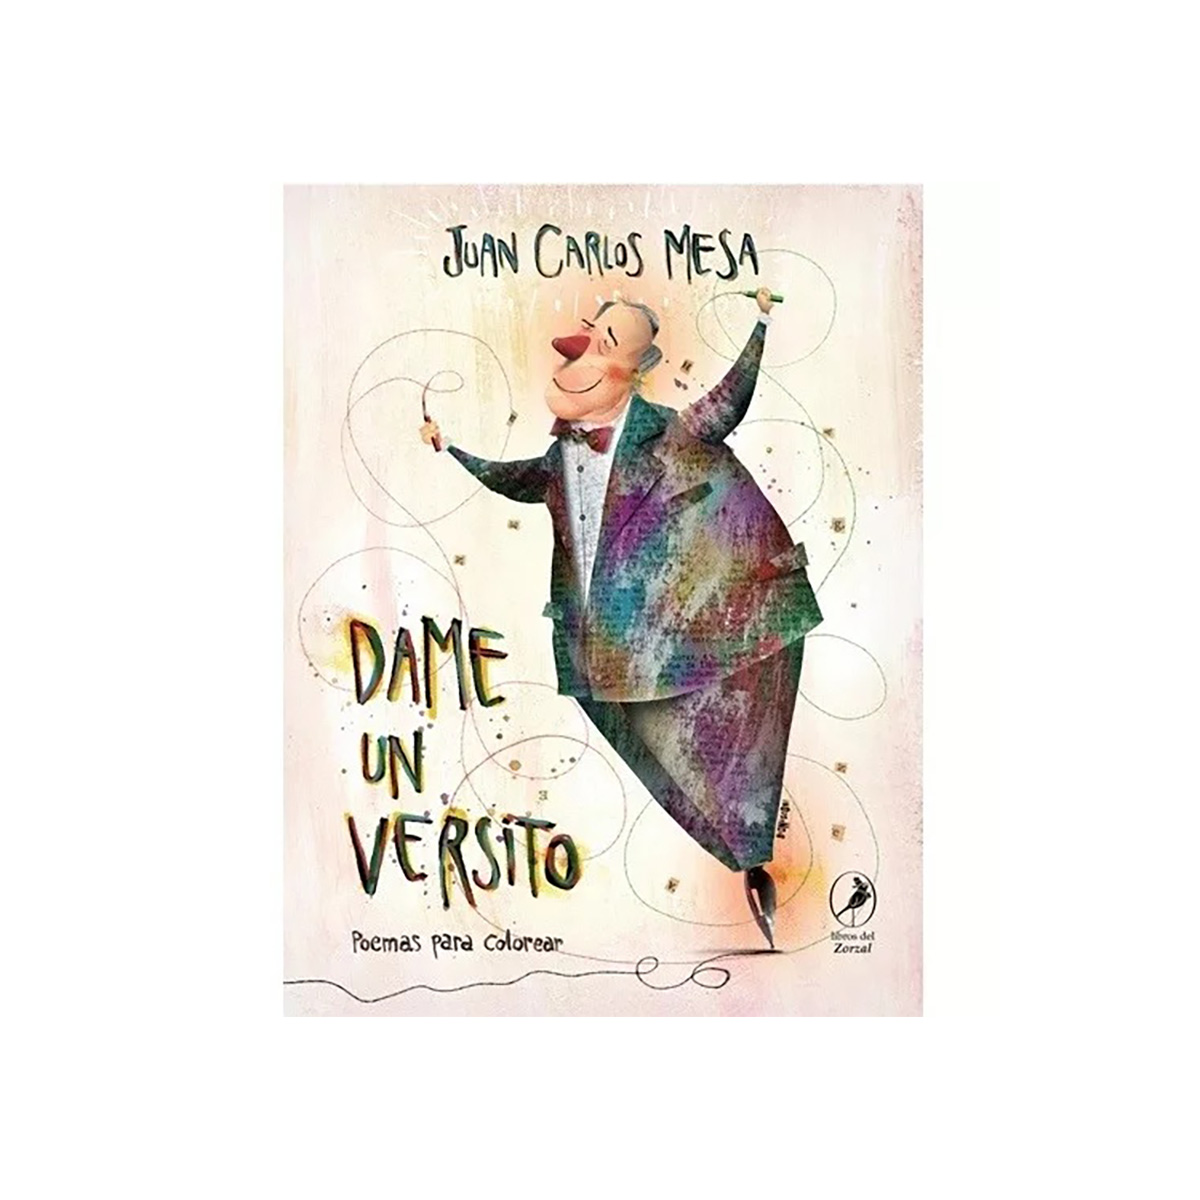 JUAN CARLOS MESA
DAME
UN
VERSiTO
Poemas para colorear
libros del
Zorzal